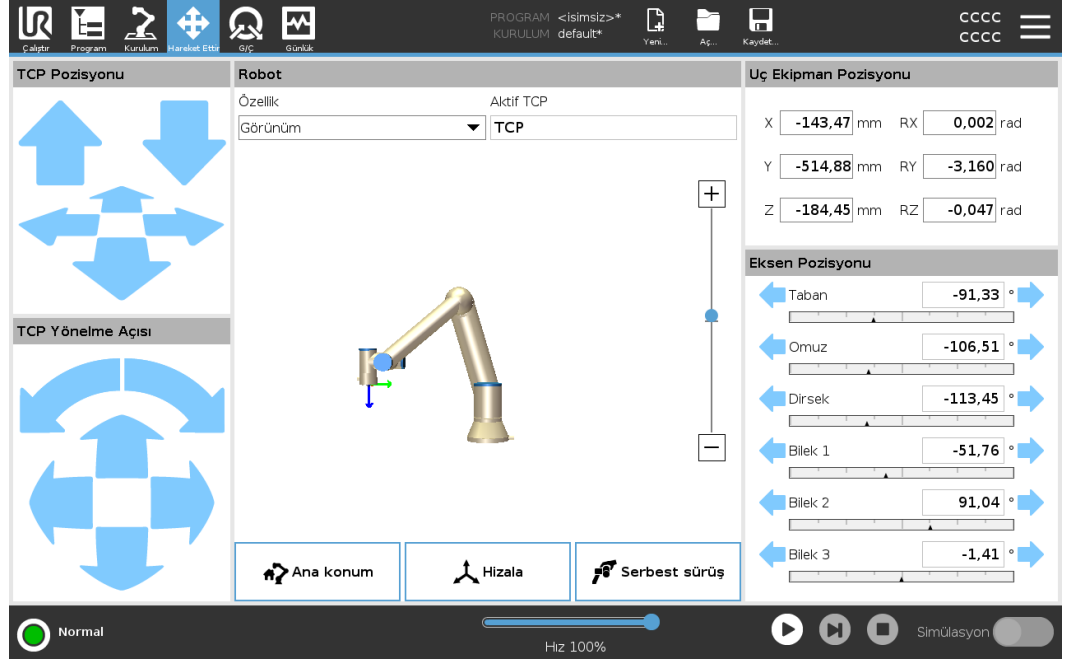 UR
PROGRAM <isimsiz>*
KURULUM default*
Çalıştır
Program
Kurulum
Hareket Ettir
G/Ç
Günlük
Yeni...
Aç...
Kaydet...
CCCC
CCCC
TCP Pozisyonu
Robot
Uç Ekipman Pozisyonu
Özellik
Aktif TCP
Görünüm
TCP
X -143,47 mm RX 0,002 rad
Y -514,88 mm RY -3,160 rad
Z -184,45 mm RZ -0,047 rad
+
−
Eksen Pozisyonu
Taban -91,33 °
Omuz -106,51 °
Dirsek -113,45 °
Bilek 1 -51,76 °
Bilek 2 91,04 °
Bilek 3 -1,41 °
TCP Yönelme Açısı
Ana konum
Hizala
Serbest sürüş
Normal
Hız 100%
Simülasyon